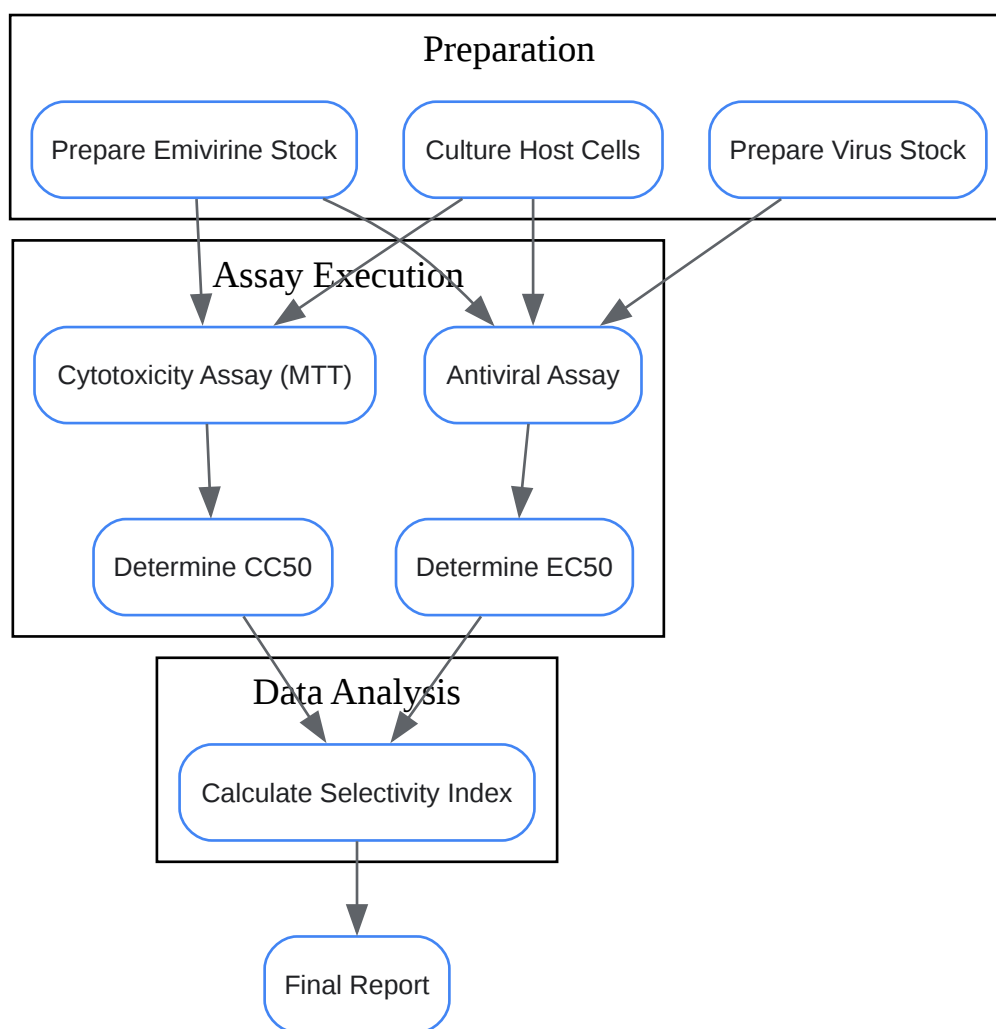 Preparation
Prepare Emivirine Stock
Culture Host Cells
Prepare Virus Stock
Assay Execution
Cytotoxicity Assay (MTT)
Antiviral Assay
Determine CC50
Determine EC50
Data Analysis
Calculate Selectivity Index
Final Report